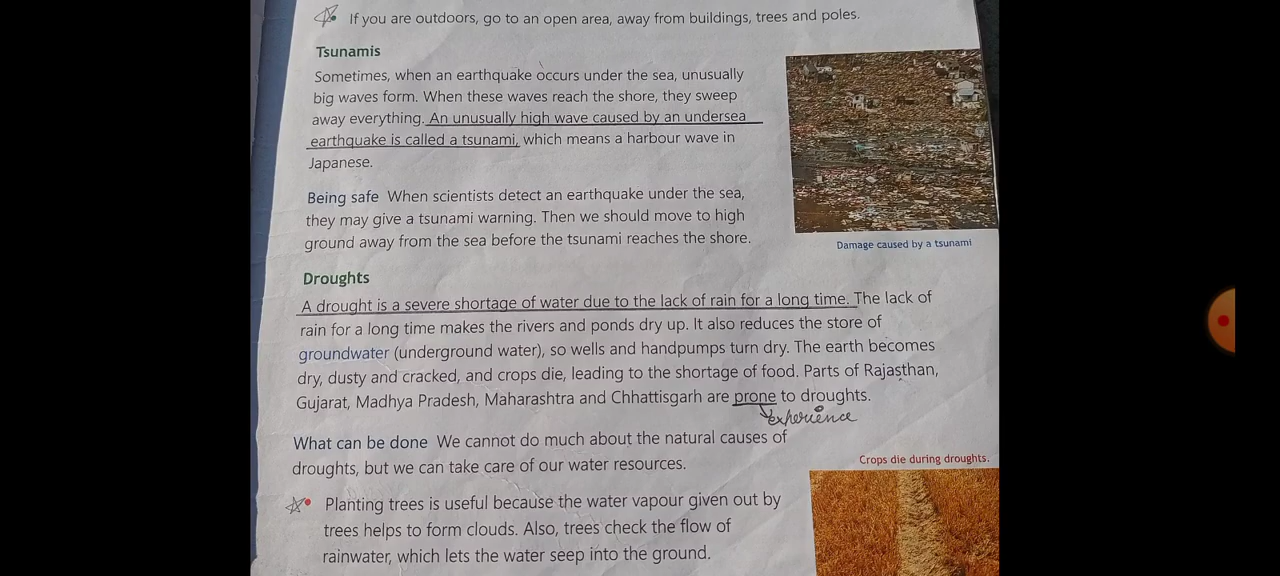 If you are outdoors, go to an open area, away from buildings, trees and poles.
Tsunamis
Sometimes, when an earthquake occurs under the sea, unusually
big waves form. When these waves reach the shore, they sweep
away everything. An unusually high wave caused by an undersea
earthquake is called a tsunami, which means a harbour wave in
Japanese.
Being safe When scientists detect an earthquake under the sea,
they may give a tsunami warning. Then we should move to high
ground away from the sea before the tsunami reaches the shore.
Damage caused by a tsunami
Droughts
A drought is a severe shortage of water due to the lack of rain for a long time. The lack of
rain for a long time makes the rivers and ponds dry up. It also reduces the store of
groundwater (underground water), so wells and handpumps turn dry. The earth becomes
dry, dusty and cracked, and crops die, leading to the shortage of food. Parts of Rajasthan,
Gujarat, Madhya Pradesh, Maharashtra and Chhattisgarh are prone to droughts.
experience
What can be done We cannot do much about the natural causes of
droughts, but we can take care of our water resources.
Crops die during droughts.
Planting trees is useful because the water vapour given out by
trees helps to form clouds. Also, trees check the flow of
rainwater, which lets the water seep into the ground.